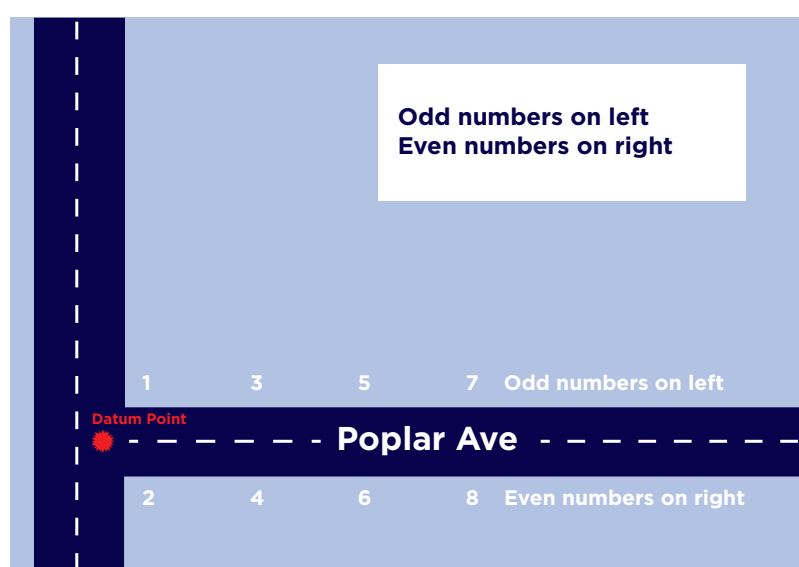 Odd numbers on left
Even numbers on right
1 3 5 7 Odd numbers on left
Datum Point
Poplar Ave
2 4 6 8 Even numbers on right